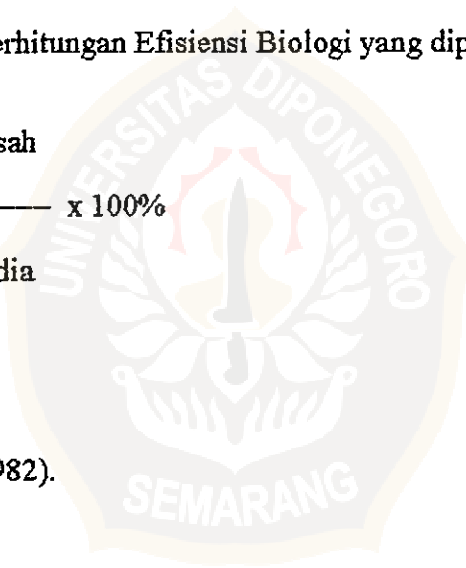 erhitungan Efisiensi Biologi yang dip
sah
x 100%
dia
982).
UNIVERSITAS DIPONEGORO
SEMARANG